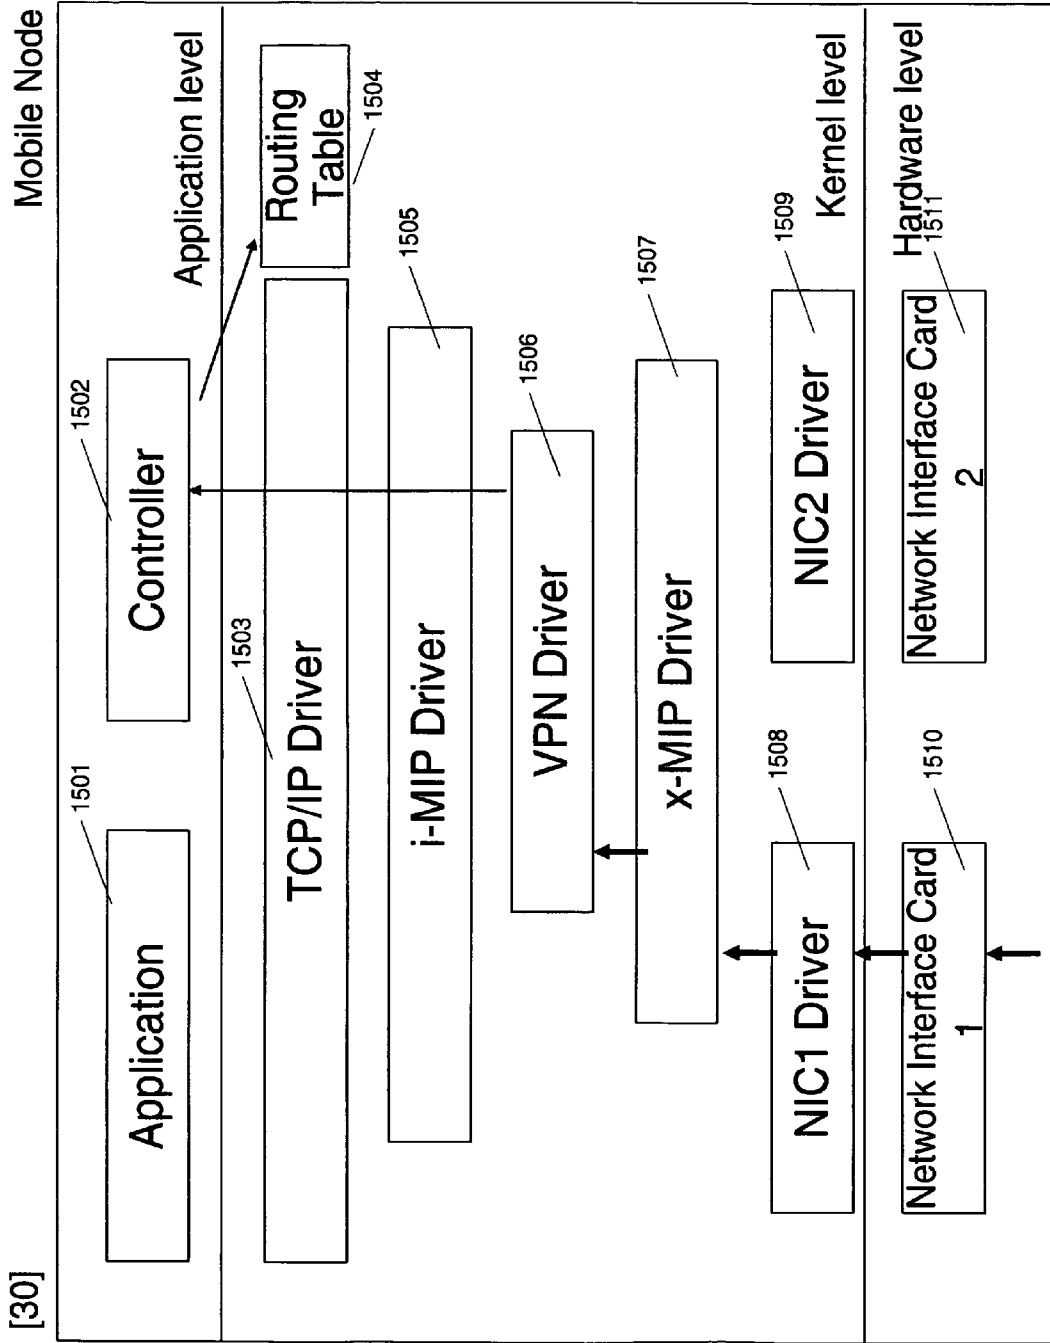 [30]
Mobile Node
Application level
1501
Application
1502
Controller
1503
TCP/IP Driver
Routing
Table
1504
i-MIP Driver
1505
VPN Driver
1506
x-MIP Driver
1507
NIC1 Driver
1508
NIC2 Driver
1509
Kernel level
Hardware level
Network Interface Card
1
1510
Network Interface Card
2
1511